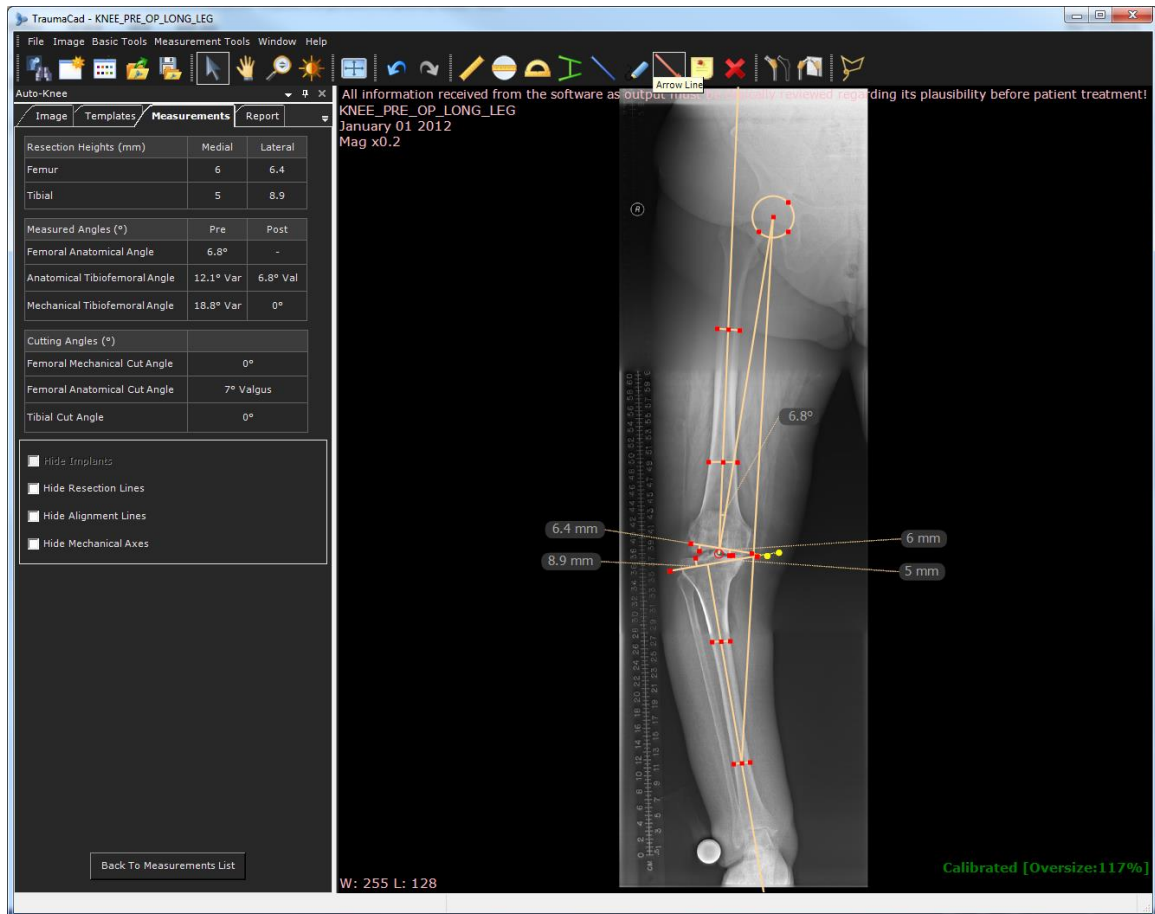 TraumaCad - KNEE_PRE_OP_LONG_LEG
File Image Basic Tools Measurement Tools Window Help
Arrow Line
Auto-Knee
Image Templates Measurements Report
Resection Heights (mm) Medial Lateral
Femur 6 6.4
Tibial 5 8.9
Measured Angles (°) Pre Post
Femoral Anatomical Angle 6.8° -
Anatomical Tibiofemoral Angle 12.1° Var 6.8° Val
Mechanical Tibiofemoral Angle 18.8° Var 0°
Cutting Angles (°)
Femoral Mechanical Cut Angle 0°
Femoral Anatomical Cut Angle 7° Valgus
Tibial Cut Angle 0°
Hide Implants
Hide Resection Lines
Hide Alignment Lines
Hide Mechanical Axes
Back To Measurements List
All information received from the software as output must be reviewed regarding its plausibility before patient treatment!
KNEE_PRE_OP_LONG_LEG
January 01 2012
Mag x0.2
R
6.8°
6.4 mm
6 mm
8.9 mm
5 mm
CM
Calibrated [Oversize:117%]
W: 255 L: 128